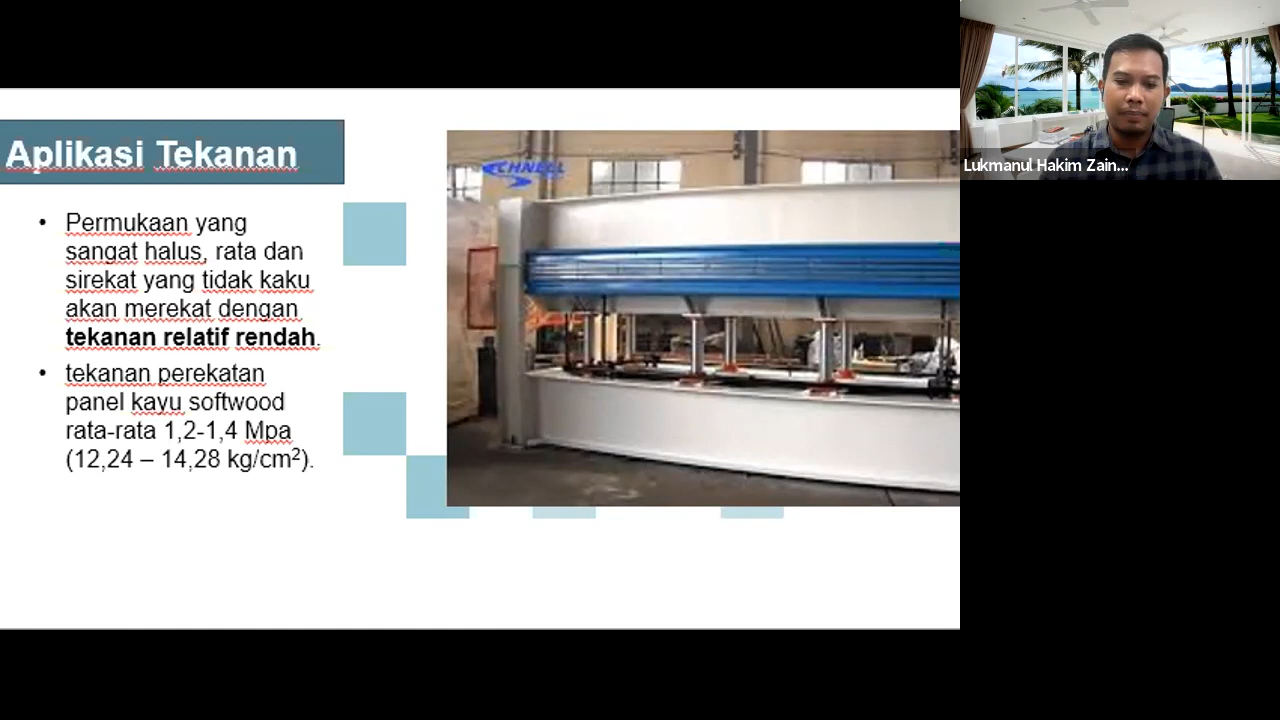 Aplikasi Tekanan
• Permukaan yang
sangat halus, rata dan
sirekat yang tidak kaku
akan merekat dengan
tekanan relatif rendah.
• tekanan perekatan
panel kayu softwood
rata-rata 1,2-1,4 Mpa
(12,24 – 14,28 kg/cm²).
CHNELL
Lukmanul Hakim Zain...